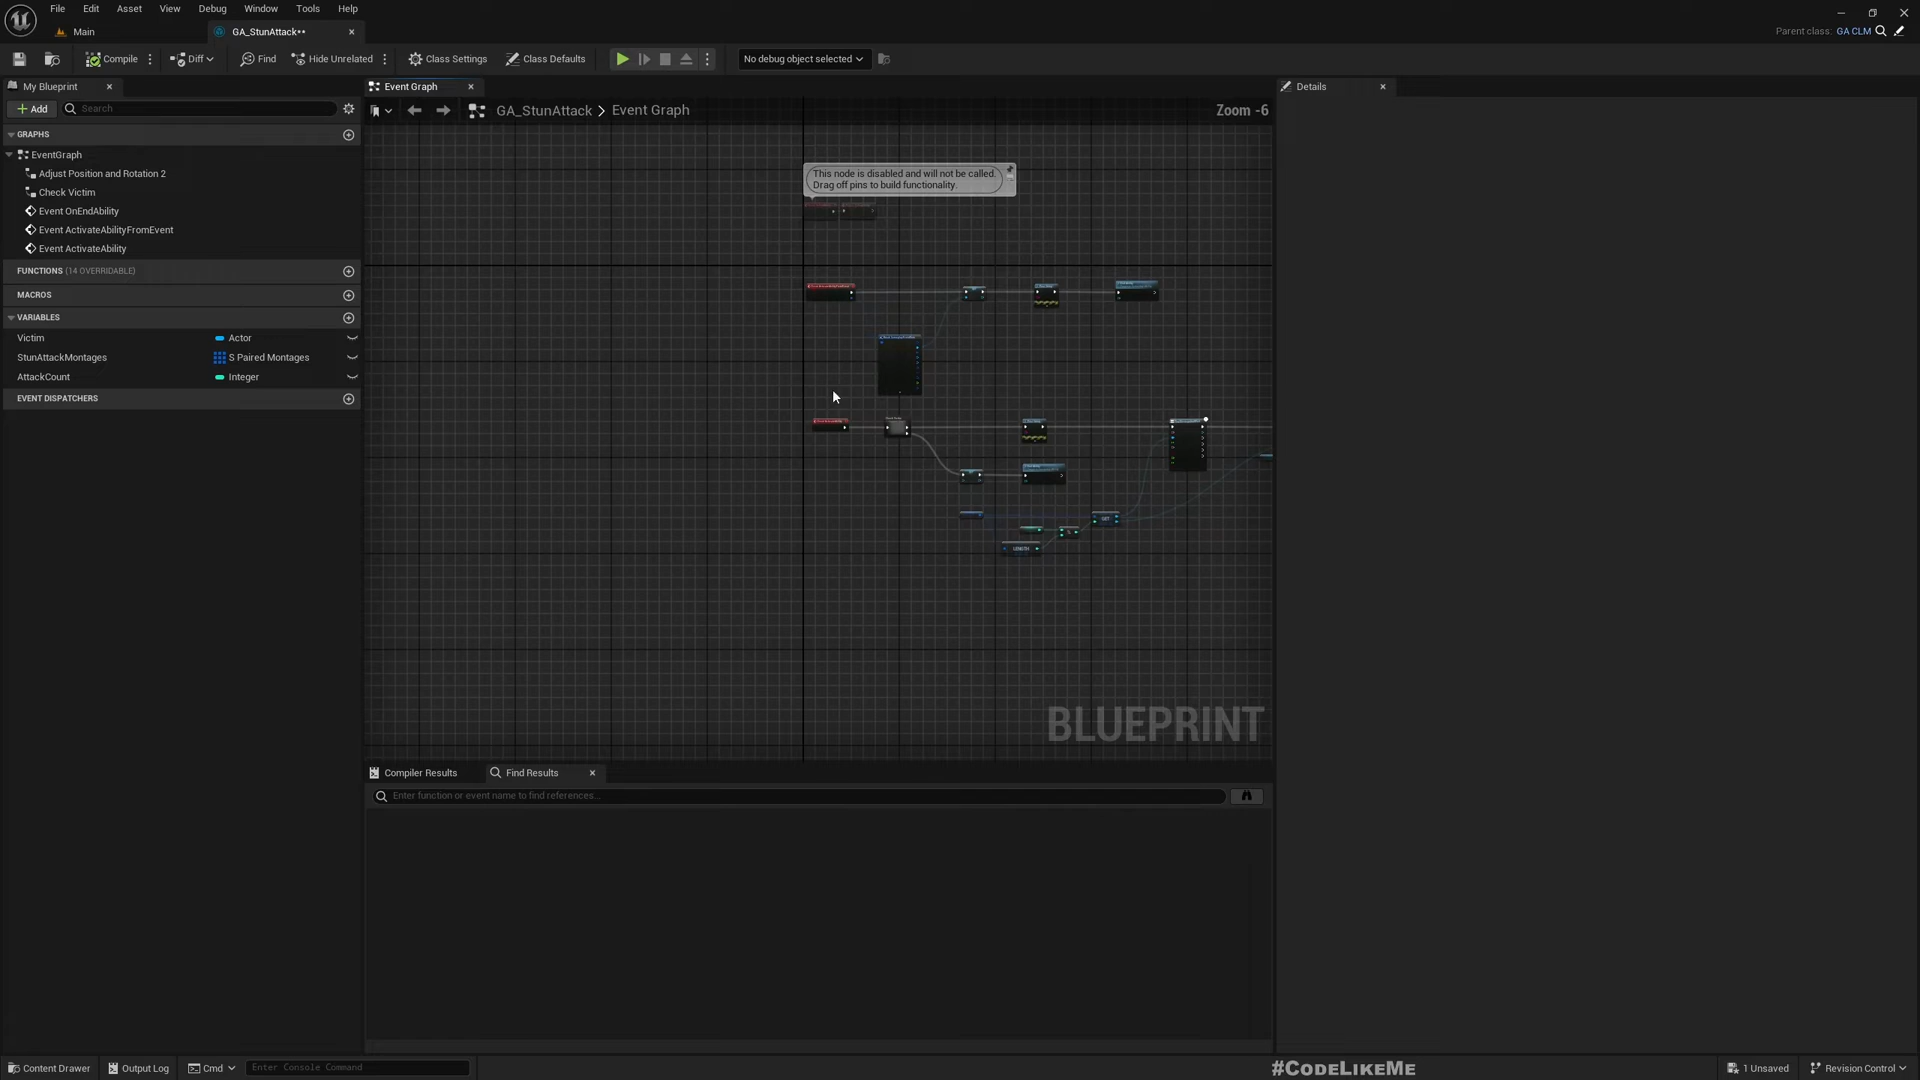 File Edit Asset View Debug Window Tools Help
Main
GA_StunAttack••
Parent class: GA CLM
Compile
Diff
Find
Hide Unrelated
Class Settings
Class Defaults
No debug object selected
My Blueprint
Event Graph
Details
Add
Search
GA_StunAttack > Event Graph
Zoom -6
GRAPHS
EventGraph
Adjust Position and Rotation 2
Check Victim
Event OnEndAbility
Event ActivateAbilityFromEvent
Event ActivateAbility
FUNCTIONS (14 OVERRIDABLE)
MACROS
VARIABLES
Victim Actor
StunAttackMontages S Paired Montages
AttackCount Integer
EVENT DISPATCHERS
This node is disabled and will not be called.
Drag off pins to build functionality.
GET
LENGTH
BLUEPRINT
Compiler Results
Find Results
Enter function or event name to find references...
Content Drawer
Output Log
Cmd
Enter Console Command
#CODELIKEME
1 Unsaved
Revision Control